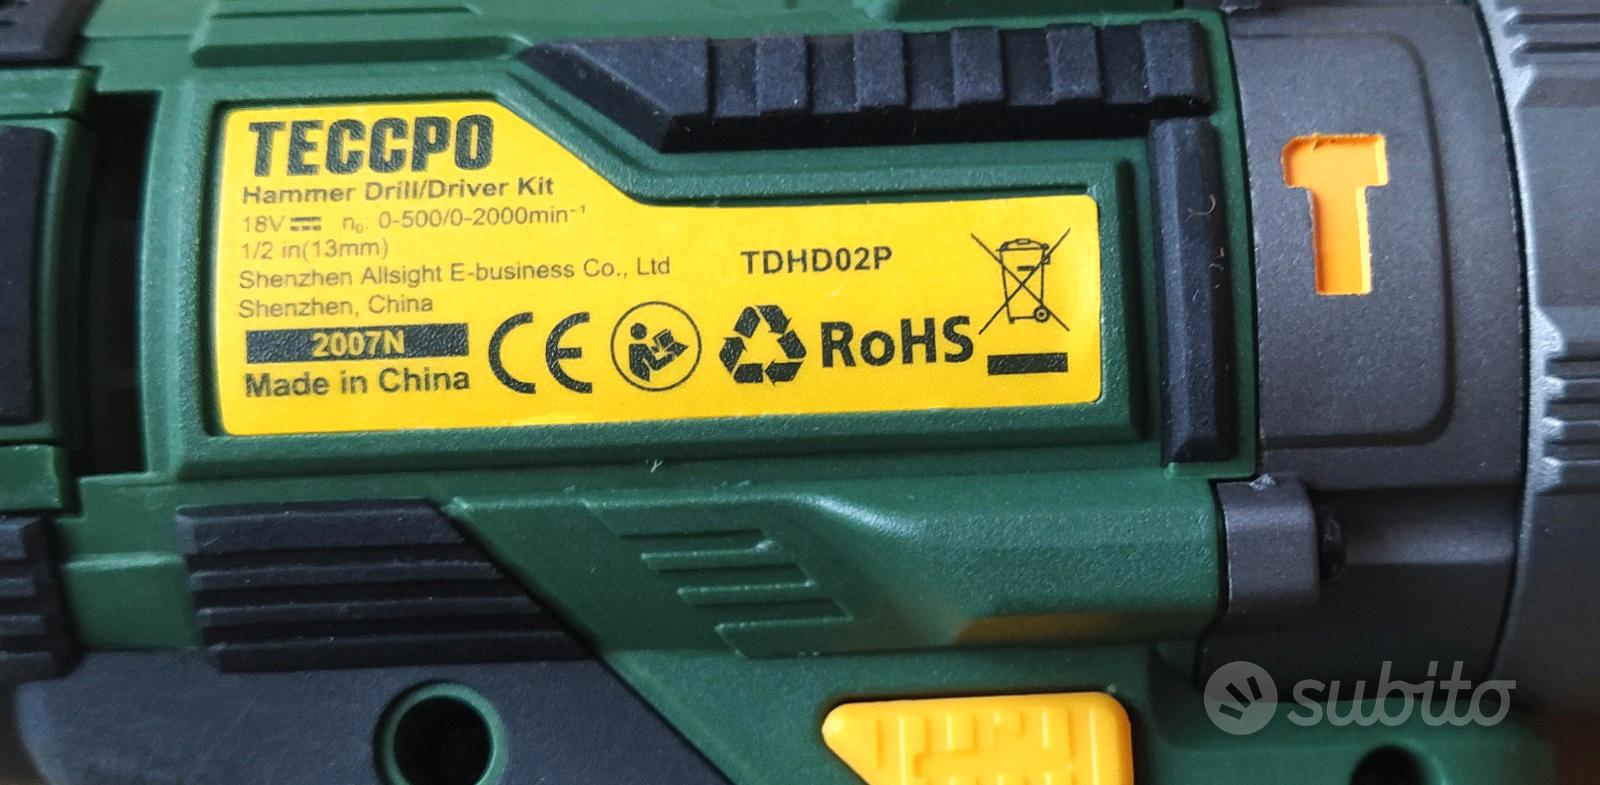 TECCPO
Hammer Drill/Driver Kit
18V n₀: 0-500/0-2000min⁻¹
1/2 in(13mm)
Shenzhen Allsight E-business Co., Ltd
Shenzhen, China
2007N
Made in China
TDHD02P
CE
RoHS
T
subito